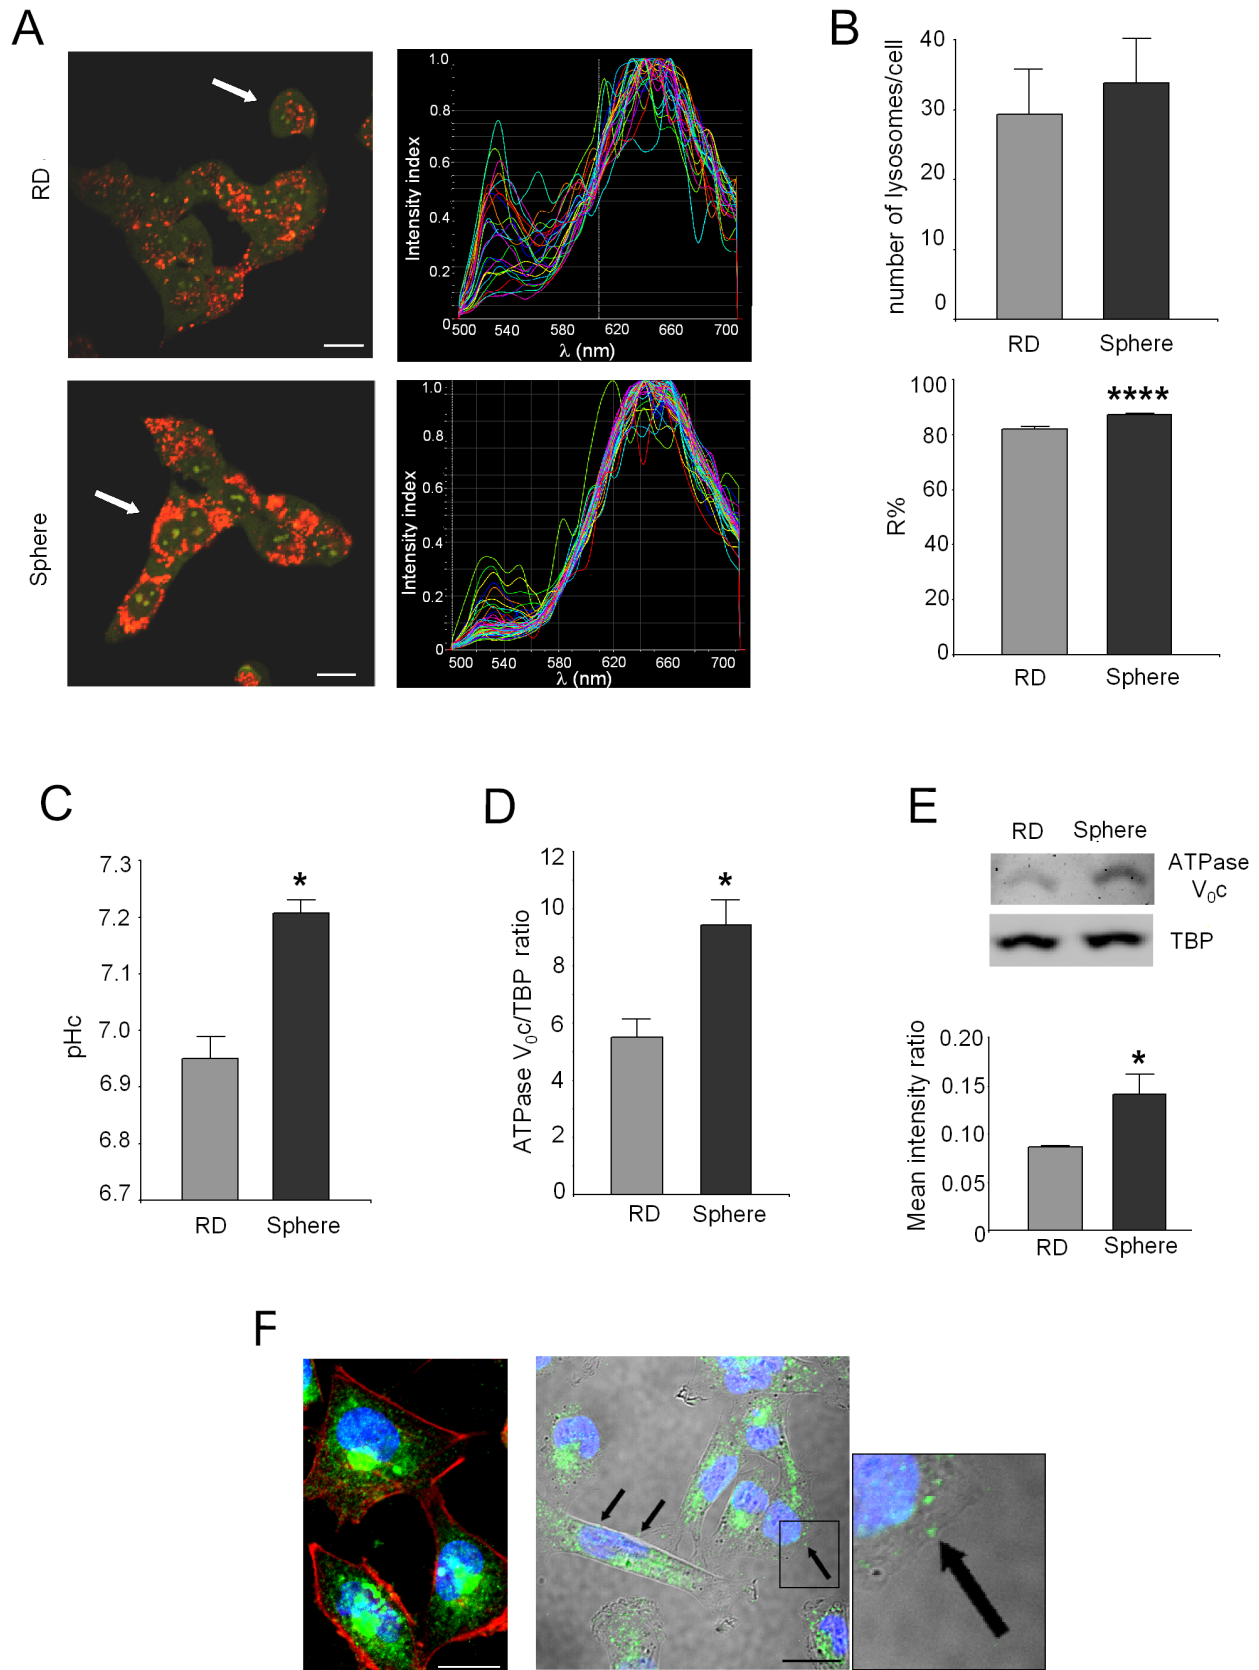 A
RD
Intensity index
1.0
0.8
0.6
0.4
0.2
0
500 540 580 620 660 700
λ (nm)
Sphere
Intensity index
1.0
0.8
0.6
0.4
0.2
0
500 540 580 620 660 700
λ (nm)
B
number of lysosomes/cell
40
30
20
10
0
RD Sphere
R%
100
80
60
40
20
0
****
RD Sphere
C
pHc
7.3
7.2
7.1
7.0
6.9
6.8
6.7
*
RD Sphere
D
ATPase V₀c/TBP ratio
12
10
8
6
4
2
0
*
RD Sphere
E
RD Sphere
ATPase
V₀c
TBP
Mean intensity ratio
0.20
0.15
0.10
0.05
0
*
RD Sphere
F